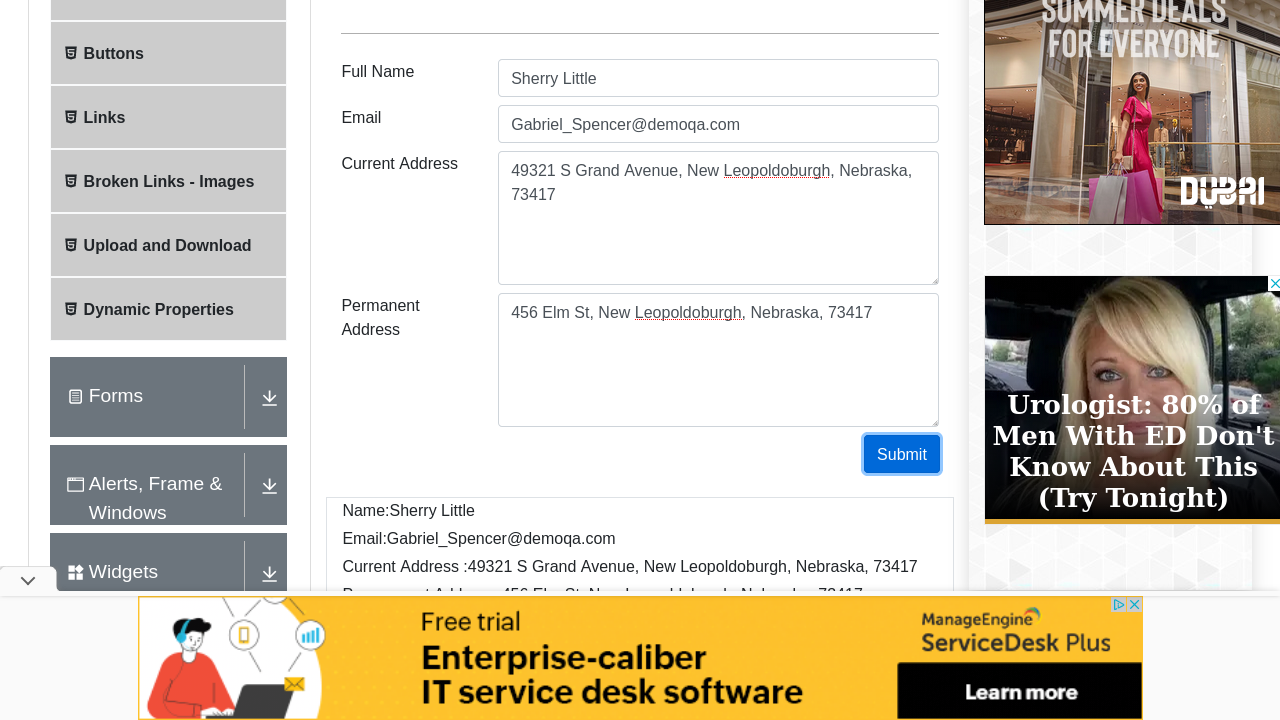 SUMMER DEALS
FOR EVERYONE
Buttons
Links
Broken Links - Images
Upload and Download
Dynamic Properties
Forms
Alerts, Frame &
Windows
Widgets
Full Name
Sherry Little
Email
Gabriel_Spencer@demoqa.com
Current Address
49321 S Grand Avenue, New Leopoldoburgh, Nebraska,
73417
Permanent
Address
456 Elm St, New Leopoldoburgh, Nebraska, 73417
Submit
Name:Sherry Little
Email:Gabriel_Spencer@demoqa.com
Current Address :49321 S Grand Avenue, New Leopoldoburgh, Nebraska, 73417
DUBAI
Urologist: 80% of
Men With ED Don't
Know About This
(Try Tonight)
Free trial
Enterprise-caliber
IT service desk software
ManageEngine
ServiceDesk Plus
Learn more